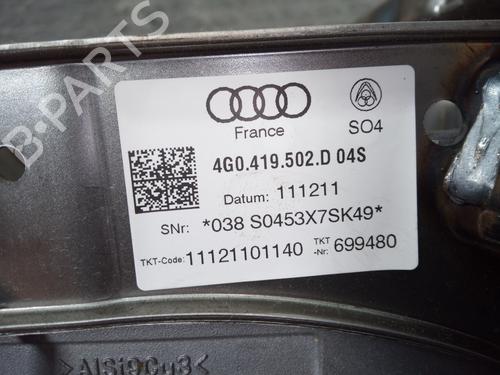 B-PARTS
France
SO4
4G0.419.502.D 04S
Datum: 111211
SNr: *038 S0453X7SK49*
TKT-Code: 11121101140 TKT -Nr: 699480
>AlSi9Cu3<